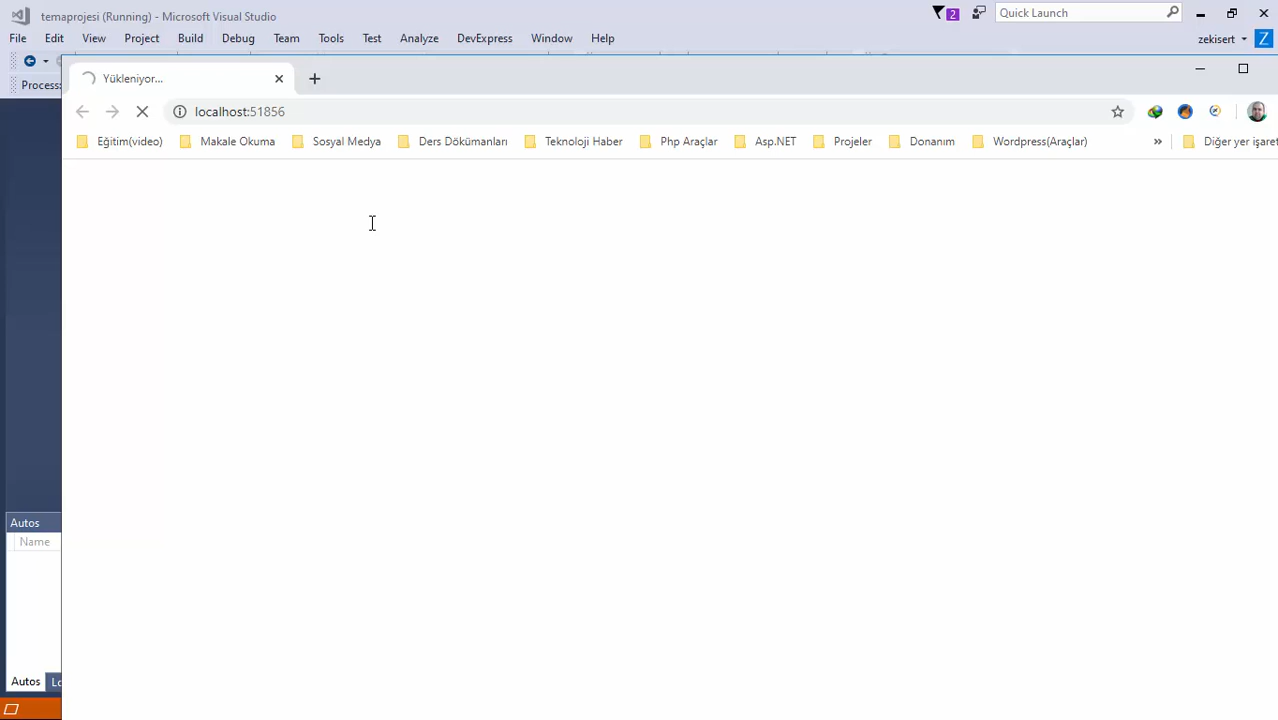 temaprojesi (Running) - Microsoft Visual Studio
2
Quick Launch
File Edit View Project Build Debug Team Tools Test Analyze DevExpress Window Help
zekisert
Z
Process:
Yükleniyor...
localhost:51856
Eğitim(video) Makale Okuma Sosyal Medya Ders Dökümanları Teknoloji Haber Php Araçlar Asp.NET Projeler Donanım Wordpress(Araçlar) » Diğer yer işaret
Autos
Name
Autos Lo